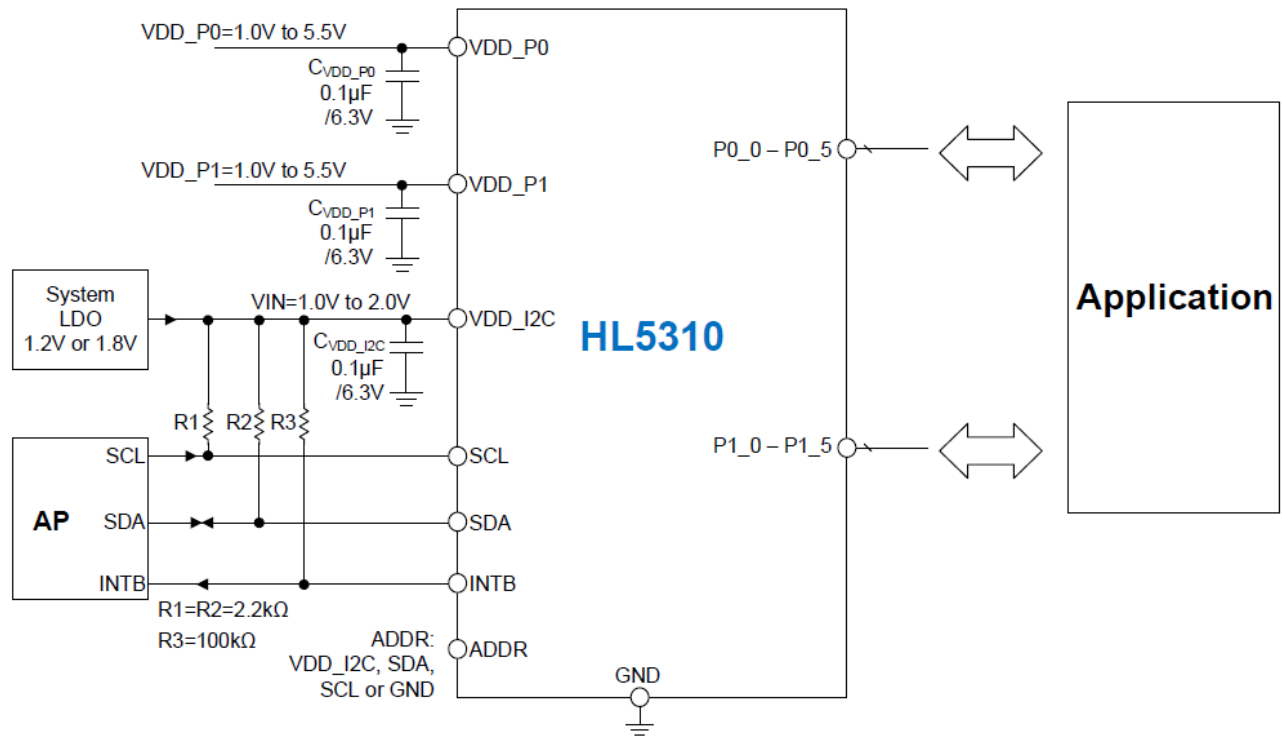 VDD_P0=1.0V to 5.5V
VDD_P0
CVDD_P0
0.1µF
/6.3V
P0_0 – P0_5
VDD_P1=1.0V to 5.5V
VDD_P1
CVDD_P1
0.1µF
/6.3V
System
LDO
1.2V or 1.8V
VIN=1.0V to 2.0V
VDD_I2C
CVDD_I2C
0.1µF
/6.3V
HL5310
Application
R1
R2
R3
P1_0 – P1_5
AP
SCL
SCL
SDA
SDA
INTB
INTB
R1=R2=2.2kΩ
R3=100kΩ
ADDR:
VDD_I2C, SDA,
SCL or GND
ADDR
GND